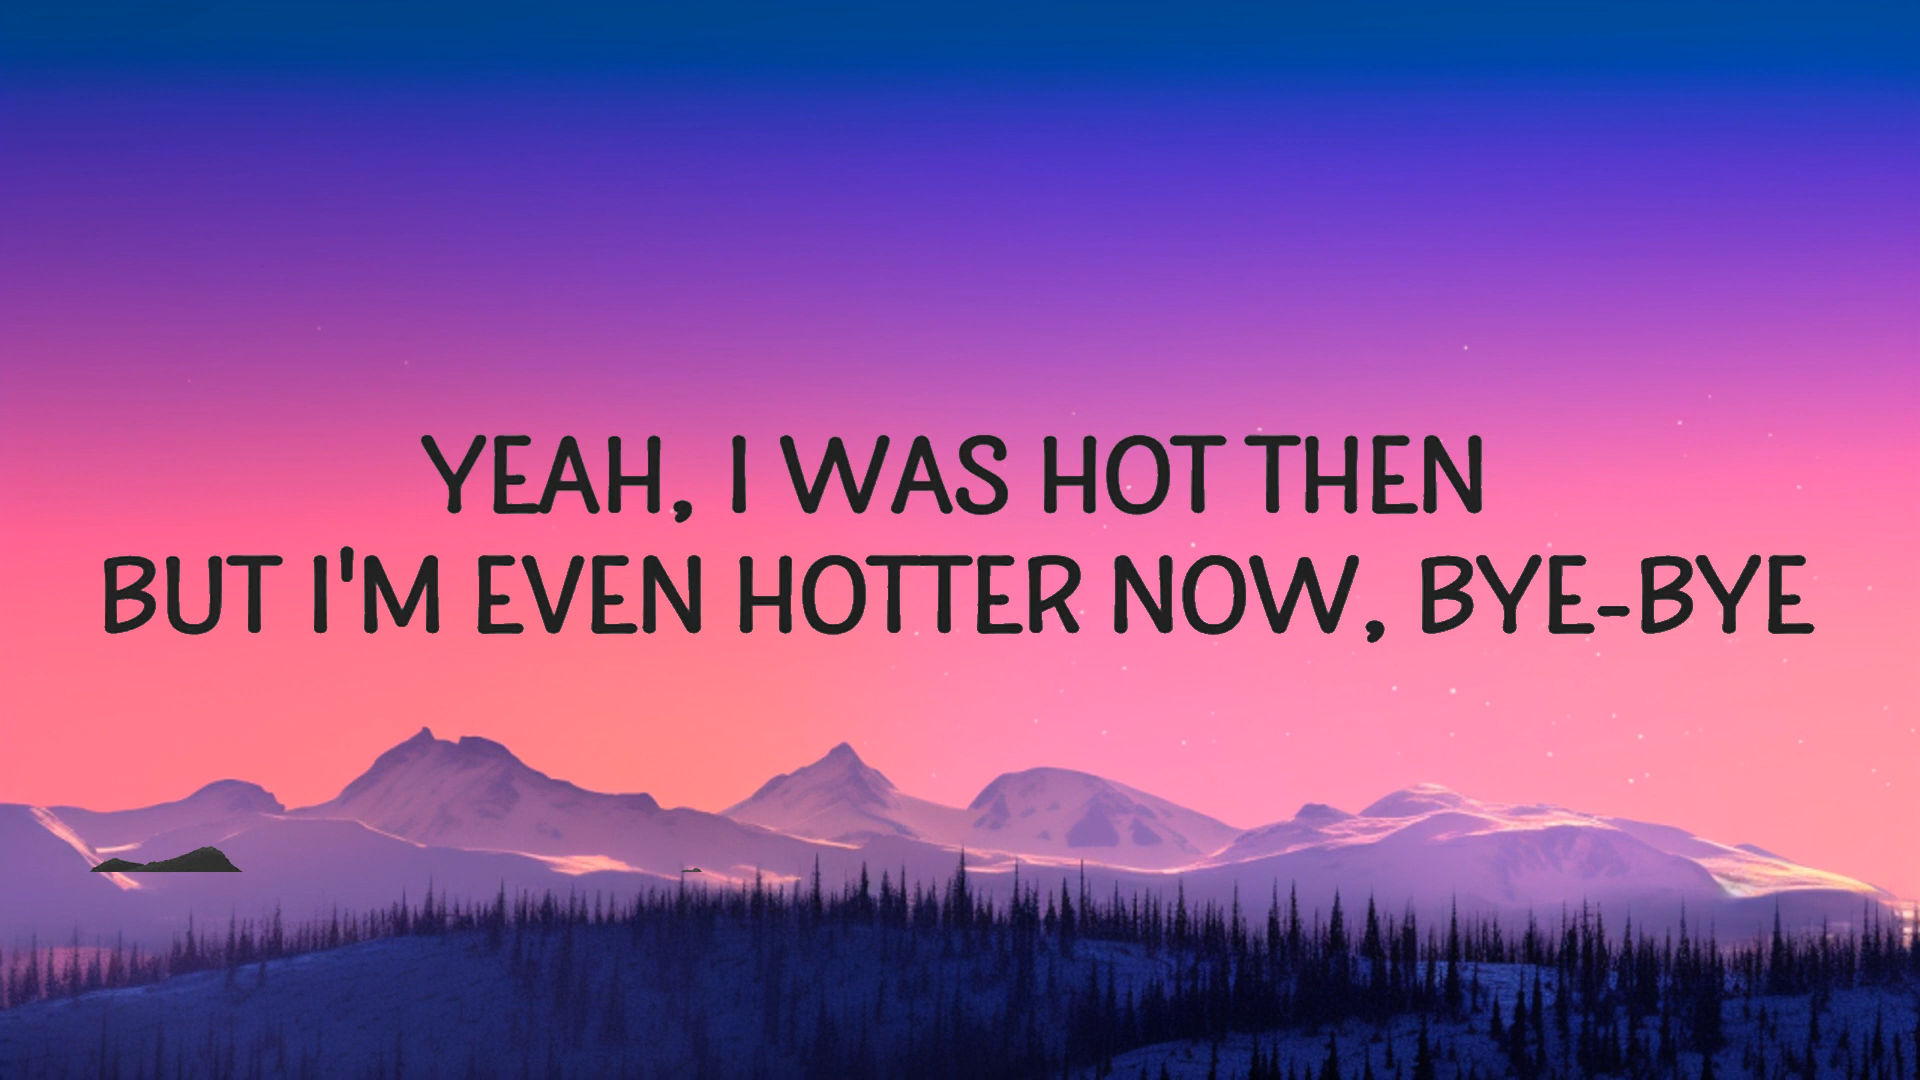 YEAH, I WAS HOT THEN
BUT I'M EVEN HOTTER NOW, BYE-BYE